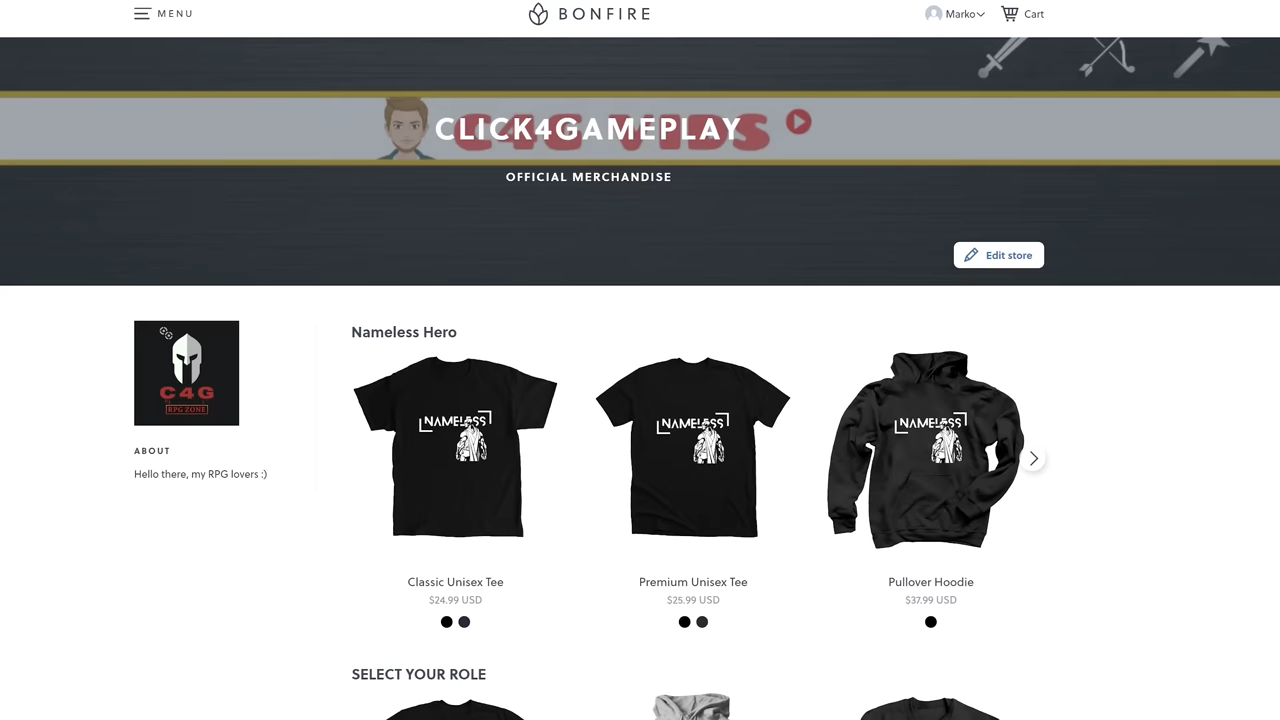 MENU
BONFIRE
Marko
Cart
C4G VIDS
CLICK4GAMEPLAY
OFFICIAL MERCHANDISE
Edit store
C4G
RPG ZONE
ABOUT
Hello there, my RPG lovers :)
Nameless Hero
NAMELESS
NAMELESS
NAMELESS
Classic Unisex Tee
$24.99 USD
Premium Unisex Tee
$25.99 USD
Pullover Hoodie
$37.99 USD
SELECT YOUR ROLE